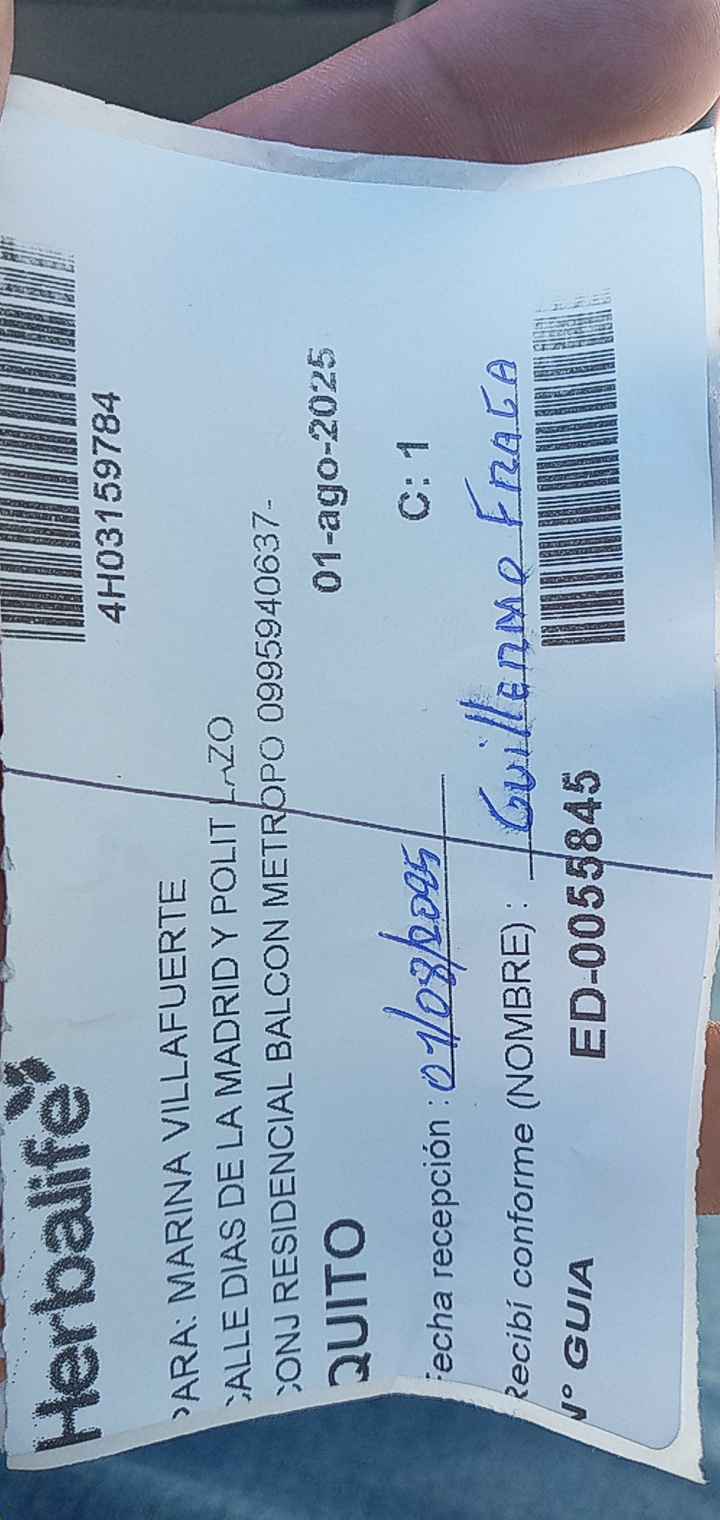 Herbalife
4H03159784
PARA: MARINA VILLAFUERTE
CALLE DIAS DE LA MADRID Y POLIT LAZO
CONJ RESIDENCIAL BALCON METROPO 0995940637-
QUITO 01-ago-2025
Fecha recepción : 01/08/2025 C: 1
Recibí conforme (NOMBRE) : Guillermo Fraga
N° GUIA ED-0055845